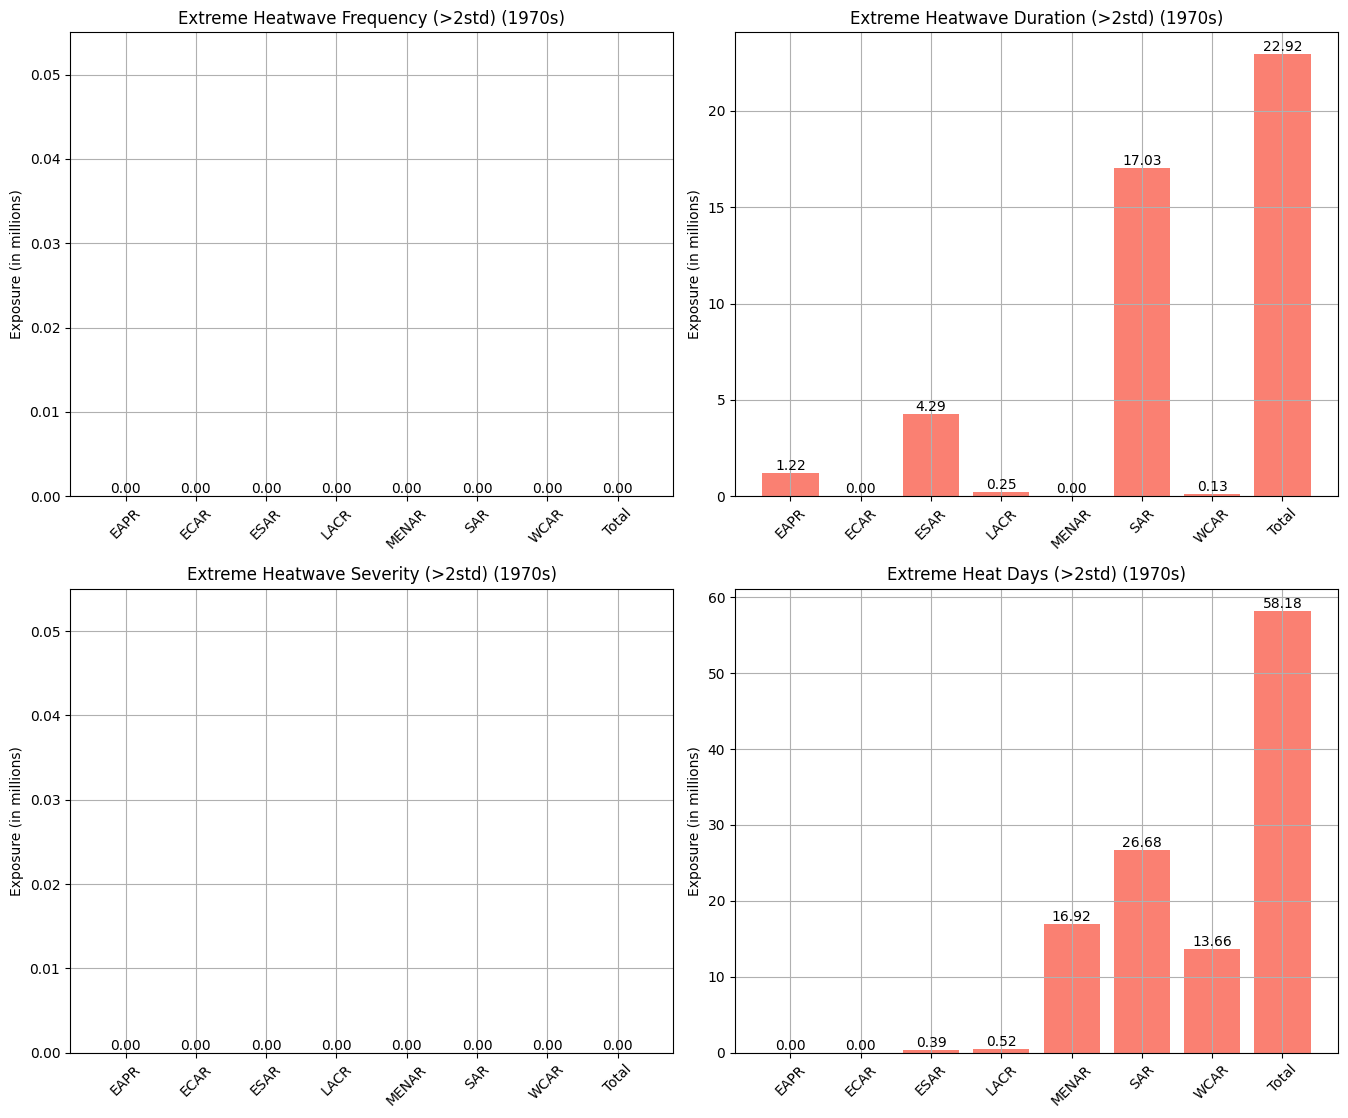 Extreme Heatwave Frequency (>2std) (1970s)
Exposure (in millions)
0.05
0.04
0.03
0.02
0.01
0.00
0.00 0.00 0.00 0.00 0.00 0.00 0.00 0.00
EAPR ECAR ESAR LACR MENAR SAR WCAR Total
Extreme Heatwave Duration (>2std) (1970s)
Exposure (in millions)
20
15
10
5
0
1.22 0.00 4.29 0.25 0.00 17.03 0.13 22.92
EAPR ECAR ESAR LACR MENAR SAR WCAR Total
Extreme Heatwave Severity (>2std) (1970s)
Exposure (in millions)
0.05
0.04
0.03
0.02
0.01
0.00
0.00 0.00 0.00 0.00 0.00 0.00 0.00 0.00
EAPR ECAR ESAR LACR MENAR SAR WCAR Total
Extreme Heat Days (>2std) (1970s)
Exposure (in millions)
60
50
40
30
20
10
0
0.00 0.00 0.39 0.52 16.92 26.68 13.66 58.18
EAPR ECAR ESAR LACR MENAR SAR WCAR Total